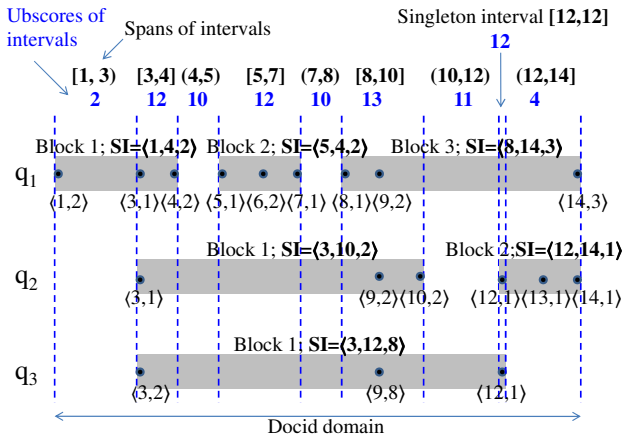 Ubscores of intervals
Spans of intervals
Singleton interval [12,12]
12
[1, 3) [3,4] (4,5) [5,7] (7,8) [8,10] (10,12) (12,14]
2 12 10 12 10 13 11 4
Block 1; SI=⟨1,4,2⟩ Block 2; SI=⟨5,4,2⟩ Block 3; SI=⟨8,14,3⟩
q1
⟨1,2⟩ ⟨3,1⟩ ⟨4,2⟩ ⟨5,1⟩ ⟨6,2⟩ ⟨7,1⟩ ⟨8,1⟩ ⟨9,2⟩ ⟨14,3⟩
Block 1; SI=⟨3,10,2⟩ Block 2;SI=⟨12,14,1⟩
q2
⟨3,1⟩ ⟨9,2⟩ ⟨10,2⟩ ⟨12,1⟩ ⟨13,1⟩ ⟨14,1⟩
Block 1; SI=⟨3,12,8⟩
q3
⟨3,2⟩ ⟨9,8⟩ ⟨12,1⟩
Docid domain